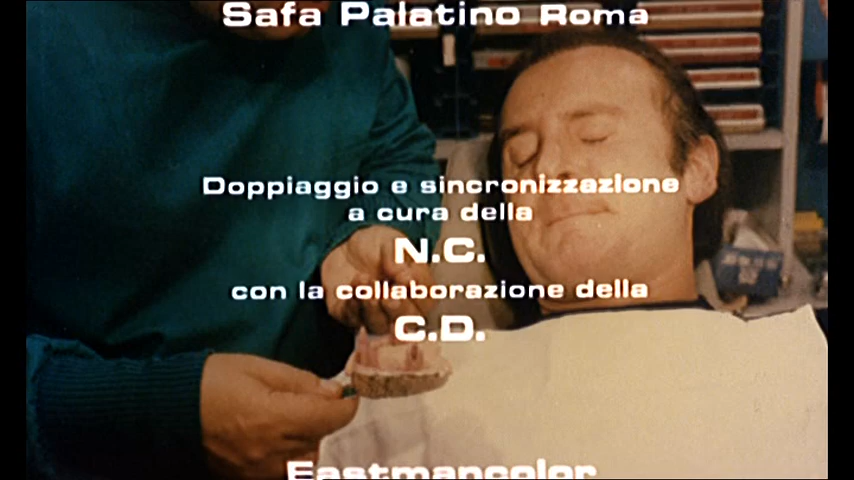 Safa Palatino Roma
Doppiaggio e sincronizzazione
a cura della
N.C.
con la collaborazione della
C.D.
Eastmancolor